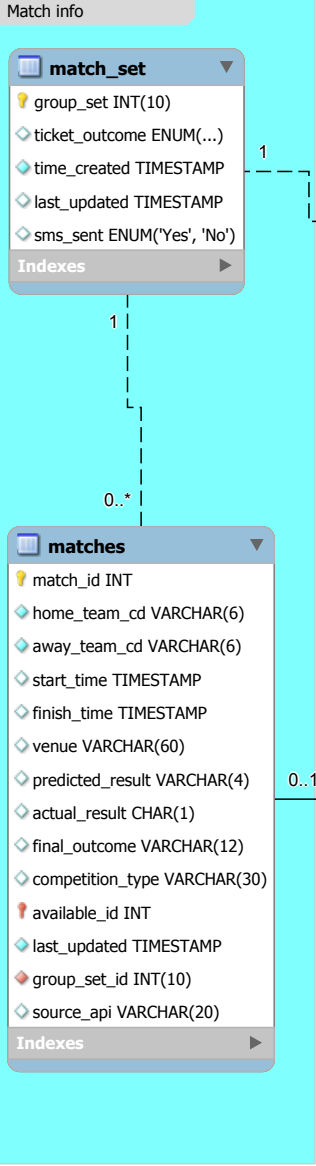 Match info
match_set
group_set INT(10)
ticket_outcome ENUM(...)
time_created TIMESTAMP
last_updated TIMESTAMP
sms_sent ENUM('Yes', 'No')
Indexes
1
1
0..*
matches
match_id INT
home_team_cd VARCHAR(6)
away_team_cd VARCHAR(6)
start_time TIMESTAMP
finish_time TIMESTAMP
venue VARCHAR(60)
predicted_result VARCHAR(4)
0..1
actual_result CHAR(1)
final_outcome VARCHAR(12)
competition_type VARCHAR(30)
available_id INT
last_updated TIMESTAMP
group_set_id INT(10)
source_api VARCHAR(20)
Indexes